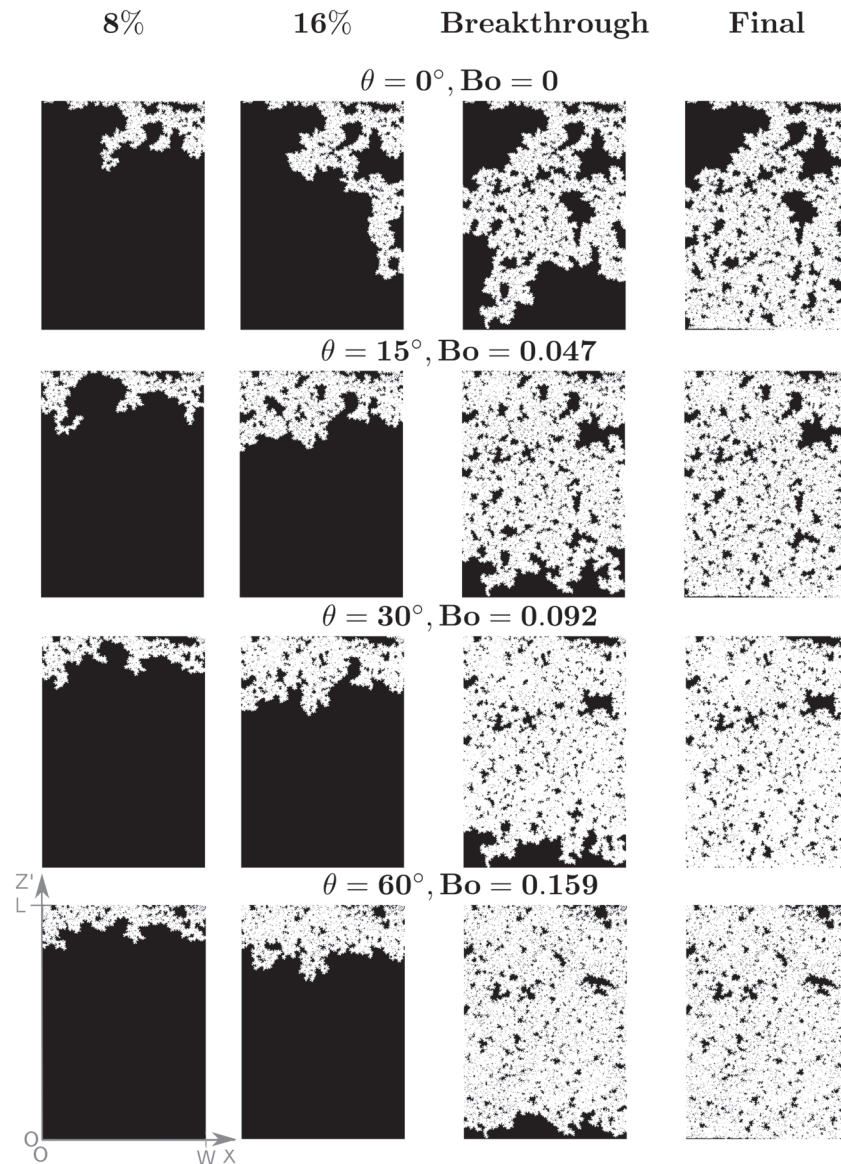 8% 16% Breakthrough Final
θ = 0°, Bo = 0
θ = 15°, Bo = 0.047
θ = 30°, Bo = 0.092
θ = 60°, Bo = 0.159
Z'
L
O
O W X